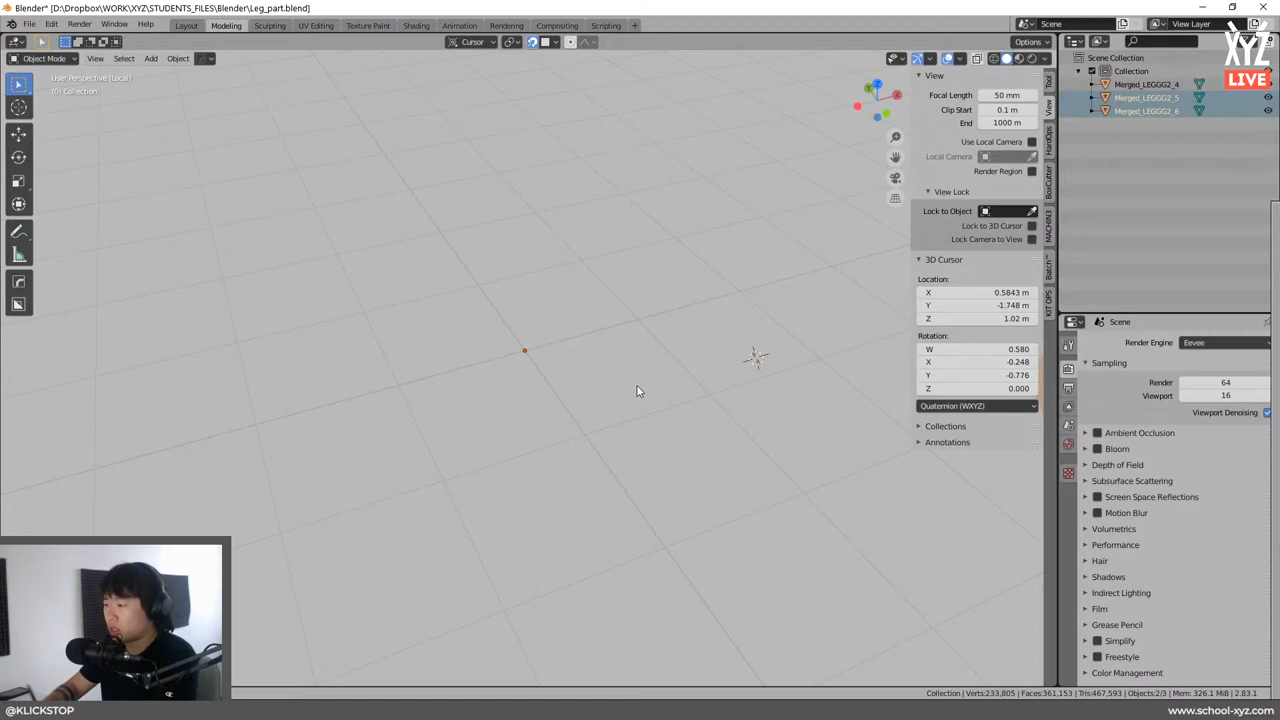 Blender* [D:\Dropbox\WORK\XYZ\STUDENTS_FILES\Blender\Leg_part.blend]
File Edit Render Window Help Layout Modeling Sculpting UV Editing Texture Paint Shading Animation Rendering Compositing Scripting + Scene View Layer
Cursor Options
Object Mode View Select Add Object
XYZ
LIVE
User Perspective (Local)
(0) Collection
View
Focal Length 50 mm
Clip Start 0.1 m
End 1000 m
Use Local Camera
Local Camera
Render Region
View Lock
Lock to Object
Lock to 3D Cursor
Lock Camera to View
3D Cursor
Location:
X 0.5843 m
Y -1.748 m
Z 1.02 m
Rotation:
W 0.580
X -0.248
Y -0.776
Z 0.000
Quaternion (WXYZ)
Collections
Annotations
Tool
View
HardOps
BoxCutter
MACHIN3
Batch™
KIT OPS
Scene Collection
Collection
Merged_LEGGG2_4
Merged_LEGGG2_5
Merged_LEGGG2_6
Scene
Render Engine Eevee
Sampling
Render 64
Viewport 16
Viewport Denoising
Ambient Occlusion
Bloom
Depth of Field
Subsurface Scattering
Screen Space Reflections
Motion Blur
Volumetrics
Performance
Hair
Shadows
Indirect Lighting
Film
Grease Pencil
Simplify
Freestyle
Color Management
Collection | Verts:233,805 | Faces:361,153 | Tris:467,593 | Objects:2/3 | Mem: 326.1 MiB | 2.83.1
@KLICKSTOP
www.school-xyz.com